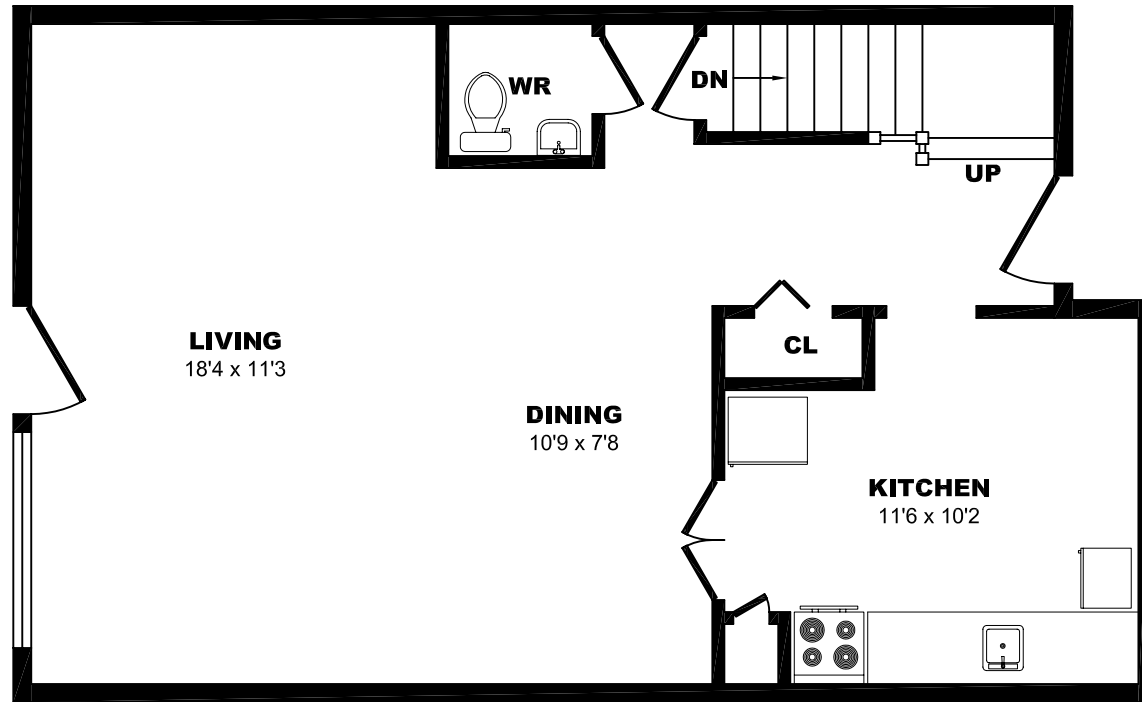 WR
DN
UP
LIVING
18'4 x 11'3
CL
DINING
10'9 x 7'8
KITCHEN
11'6 x 10'2